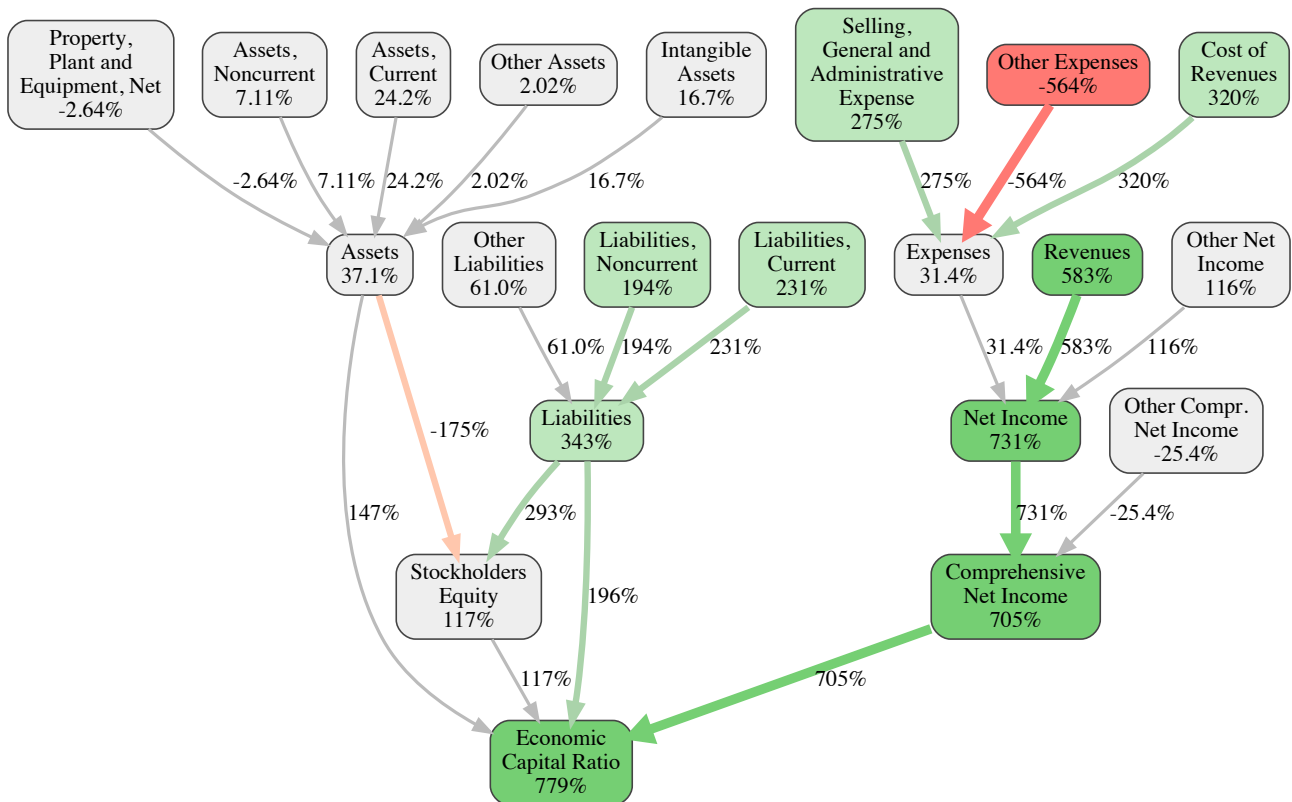 Property,
Plant and
Equipment, Net
-2.64%
Assets,
Noncurrent
7.11%
Assets,
Current
24.2%
Other Assets
2.02%
Intangible
Assets
16.7%
Selling,
General and
Administrative
Expense
275%
Other Expenses
-564%
Cost of
Revenues
320%
-2.64%
7.11%
24.2%
2.02%
16.7%
275%
-564%
320%
Assets
37.1%
Other
Liabilities
61.0%
Liabilities,
Noncurrent
194%
Liabilities,
Current
231%
Expenses
31.4%
Revenues
583%
Other Net
Income
116%
61.0%
194%
231%
31.4%
583%
116%
-175%
Liabilities
343%
Net Income
731%
Other Compr.
Net Income
-25.4%
147%
293%
731%
-25.4%
Stockholders
Equity
117%
196%
Comprehensive
Net Income
705%
117%
705%
Economic
Capital Ratio
779%